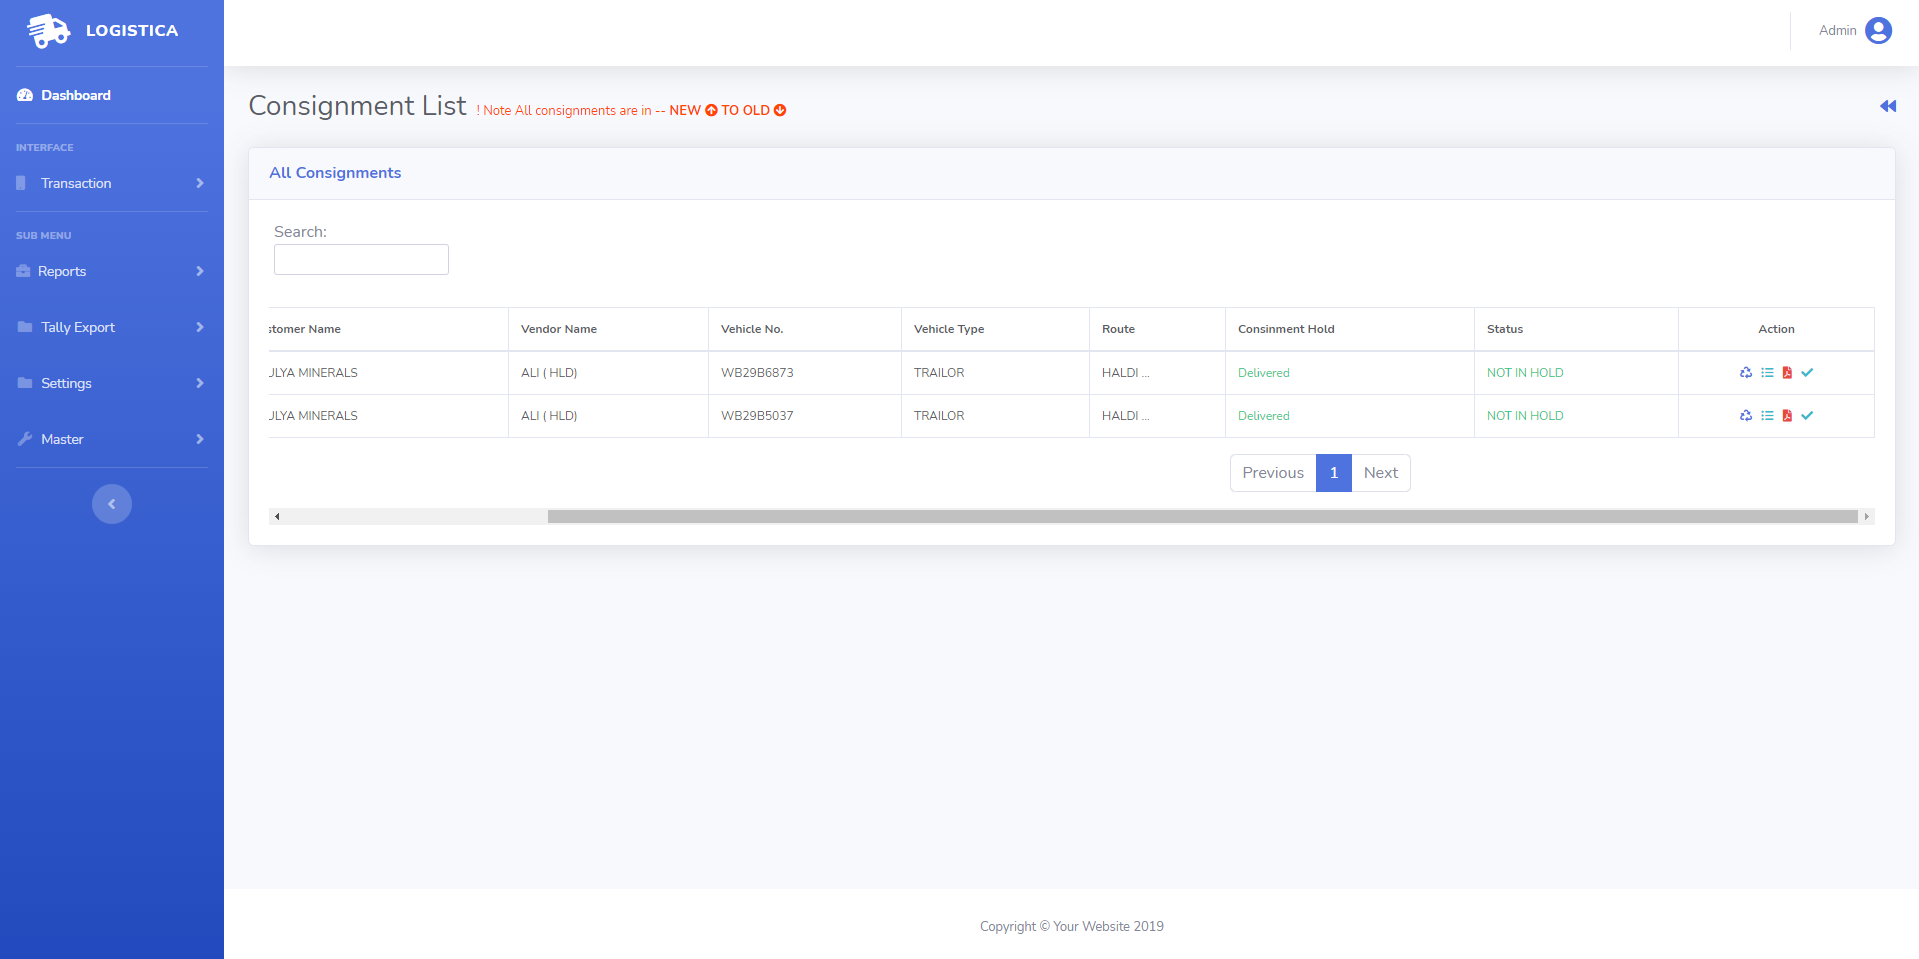 LOGISTICA
Admin
Dashboard
INTERFACE
Transaction
SUB MENU
Reports
Tally Export
Settings
Master
Consignment List ! Note All consignments are in -- NEW TO OLD
All Consignments
Search:
stomer Name Vendor Name Vehicle No. Vehicle Type Route Consinment Hold Status Action
ULYA MINERALS ALI ( HLD) WB29B6873 TRAILOR HALDI ... Delivered NOT IN HOLD
ULYA MINERALS ALI ( HLD) WB29B5037 TRAILOR HALDI ... Delivered NOT IN HOLD
Previous 1 Next
Copyright © Your Website 2019